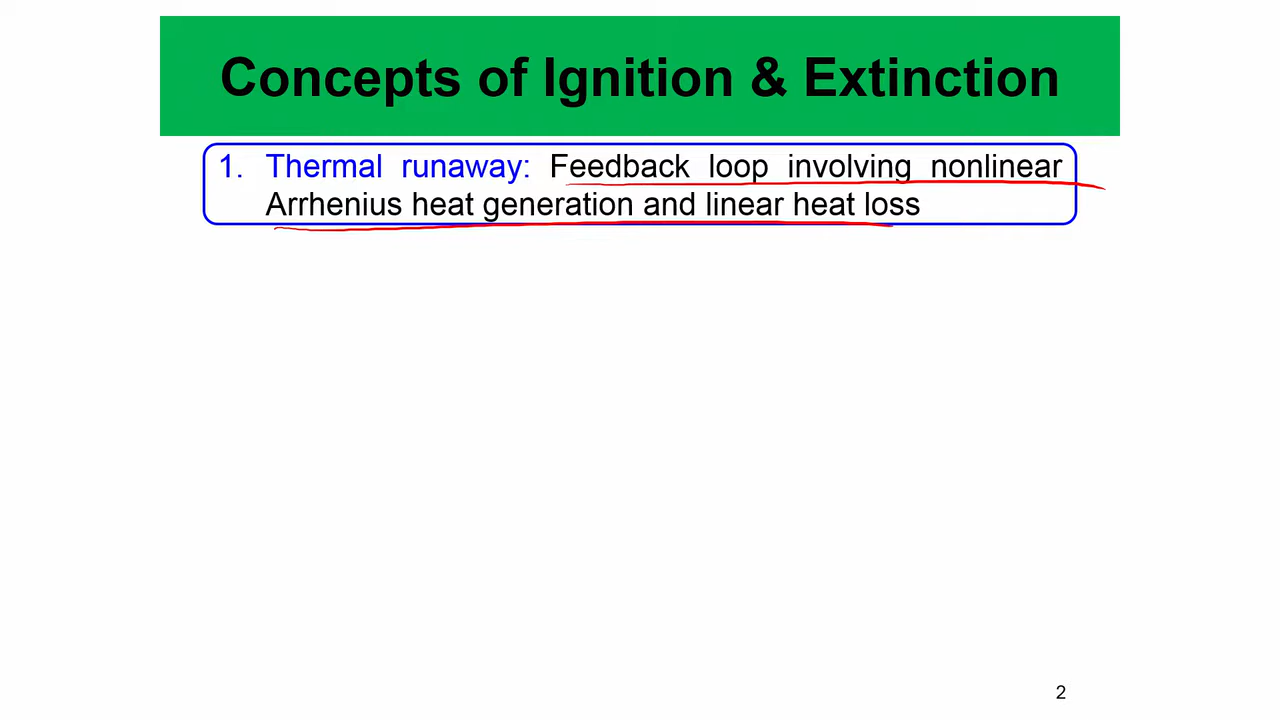 Concepts of Ignition & Extinction
1. Thermal runaway: Feedback loop involving nonlinear
Arrhenius heat generation and linear heat loss
2